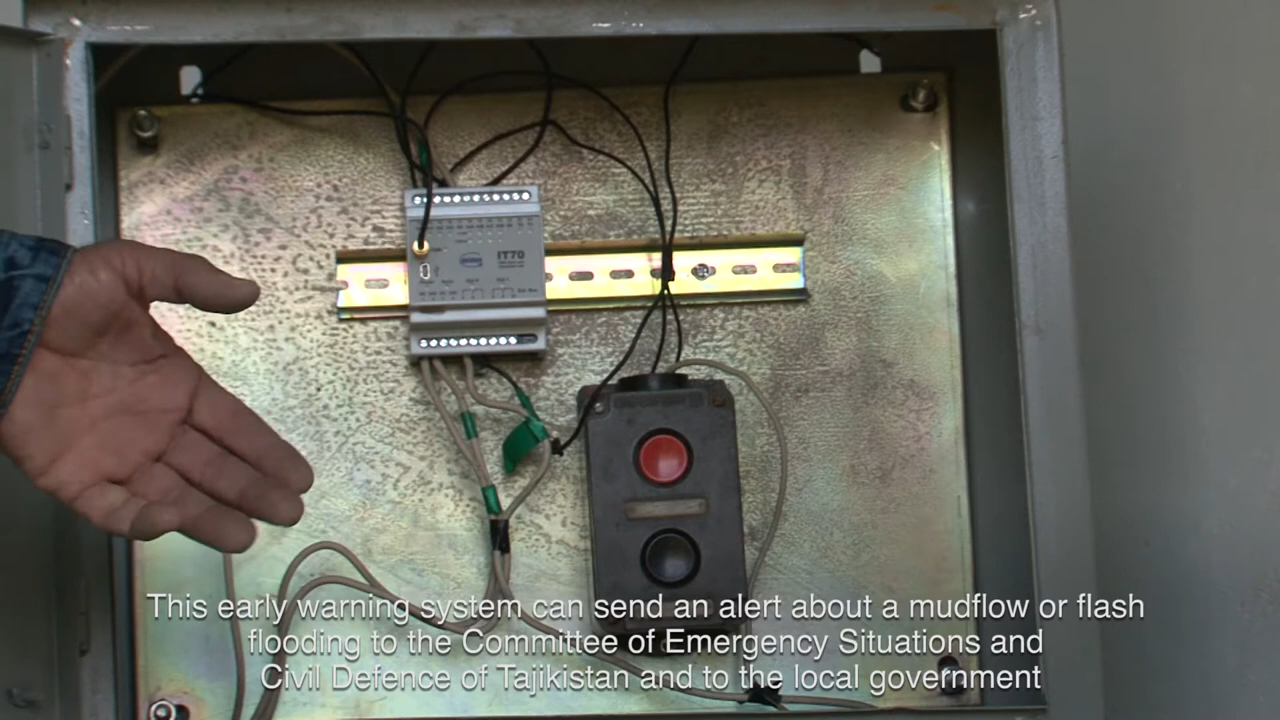 IT70
This early warning system can send an alert about a mudflow or flash
flooding to the Committee of Emergency Situations and
Civil Defence of Tajikistan and to the local government